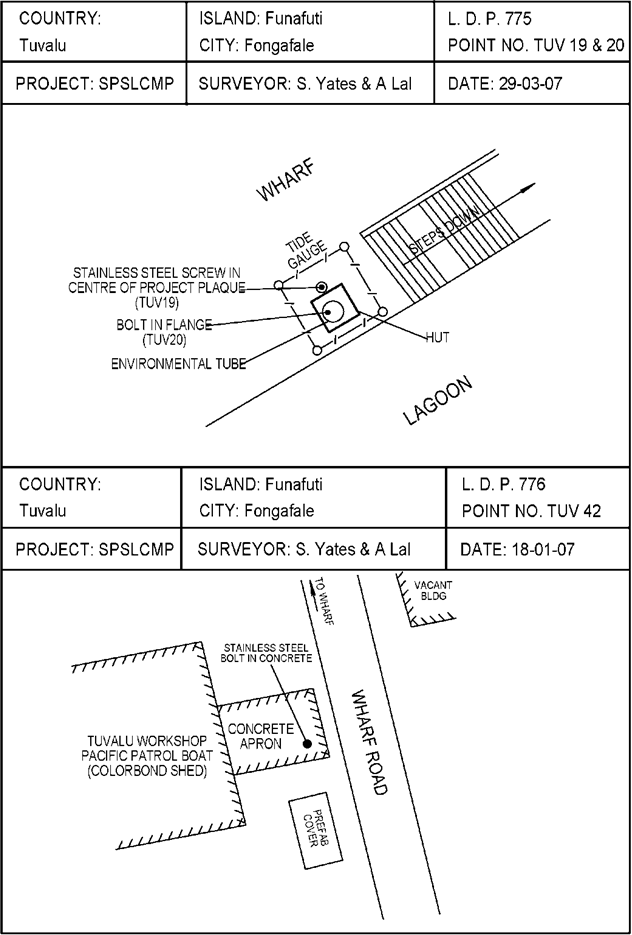 COUNTRY:
Tuvalu
ISLAND: Funafuti
CITY: Fongafale
L. D. P. 775
POINT NO. TUV 19 & 20
PROJECT: SPSLCMP
SURVEYOR: S. Yates & A Lal
DATE: 29-03-07
WHARF
STEPS DOWN
TIDE
GAUGE
STAINLESS STEEL SCREW IN
CENTRE OF PROJECT PLAQUE
(TUV19)
BOLT IN FLANGE
(TUV20)
ENVIRONMENTAL TUBE
HUT
LAGOON
COUNTRY:
Tuvalu
ISLAND: Funafuti
CITY: Fongafale
L. D. P. 776
POINT NO. TUV 42
PROJECT: SPSLCMP
SURVEYOR: S. Yates & A Lal
DATE: 18-01-07
TO WHARF
VACANT
BLDG
STAINLESS STEEL
BOLT IN CONCRETE
CONCRETE
APRON
TUVALU WORKSHOP
PACIFIC PATROL BOAT
(COLORBOND SHED)
WHARF ROAD
PREFAB
COVER